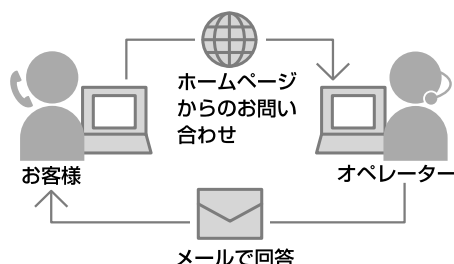 ホームページ
からのお問い
合わせ
お客様
オペレーター
メールで回答